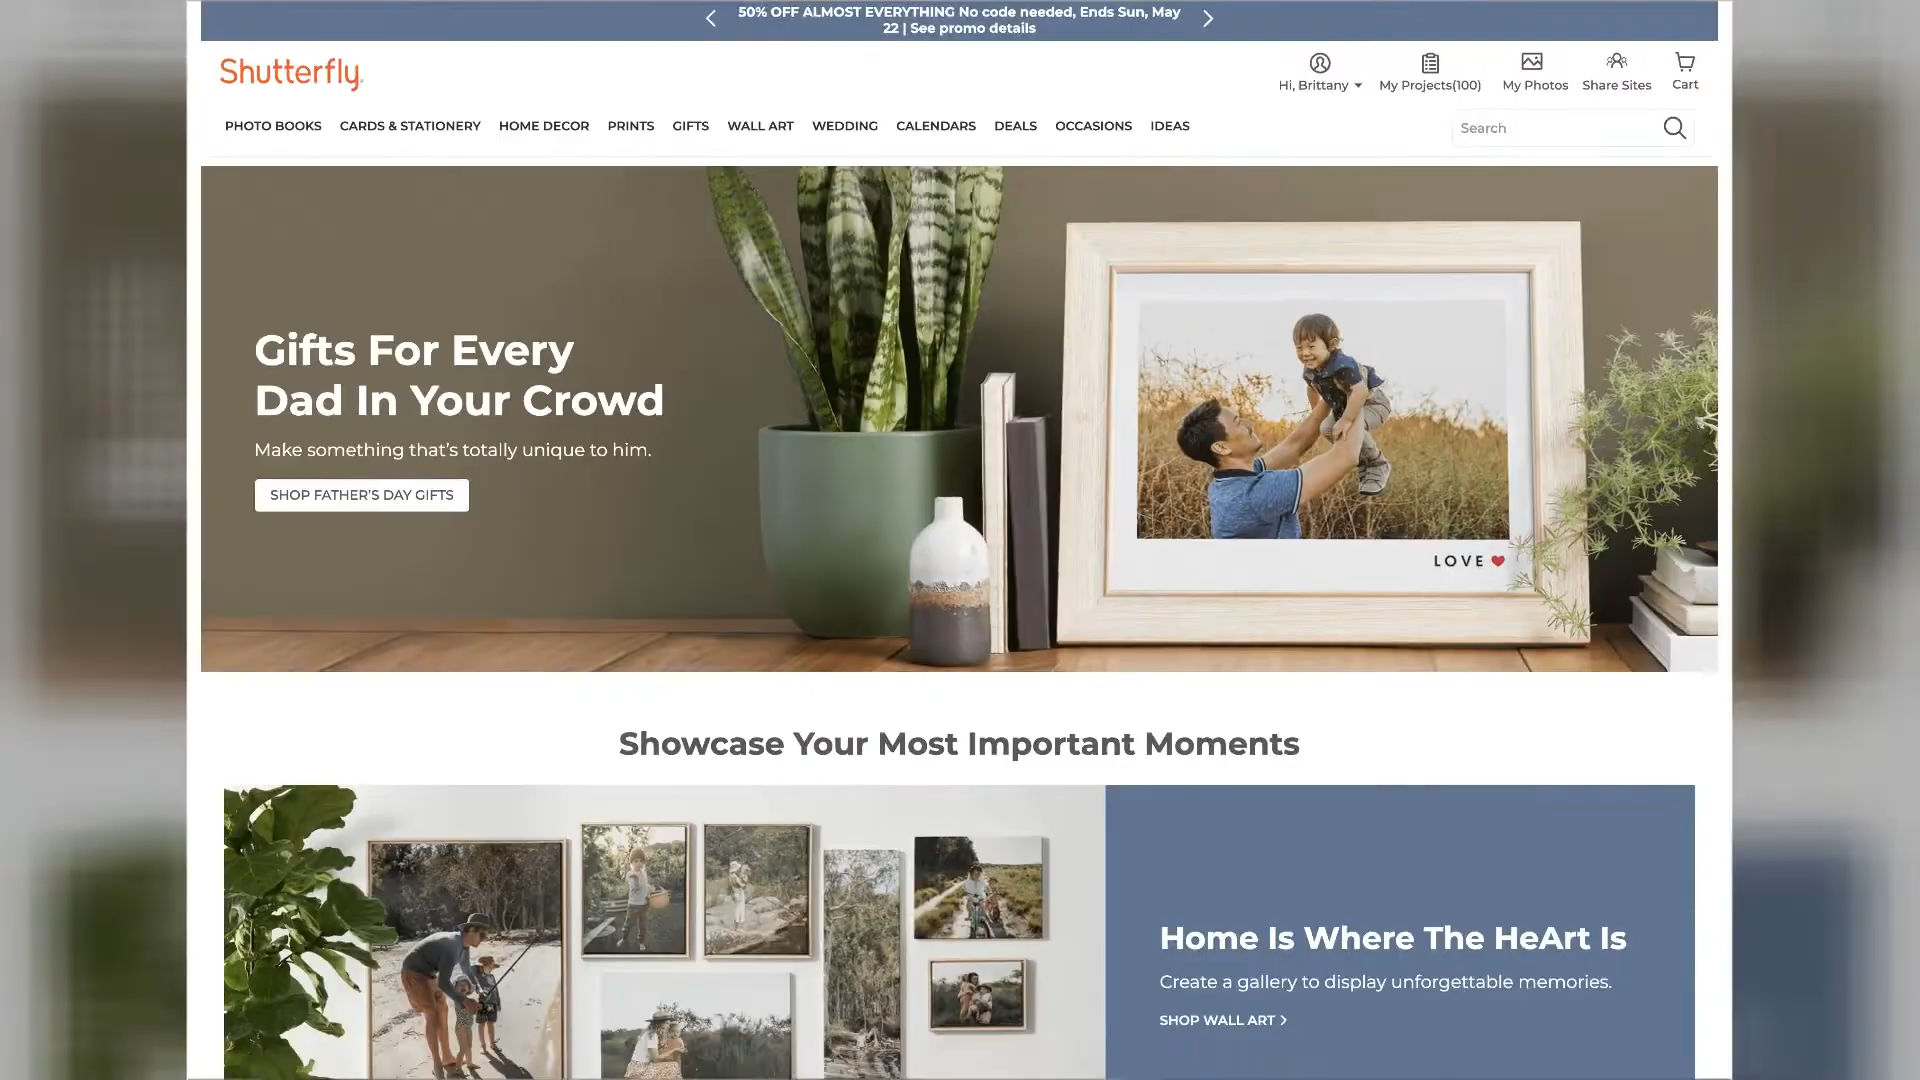 50% OFF ALMOST EVERYTHING No code needed, Ends Sun, May
22 | See promo details
Shutterfly
Hi, Brittany
My Projects(100)
My Photos
Share Sites
Cart
PHOTO BOOKS
CARDS & STATIONERY
HOME DECOR
PRINTS
GIFTS
WALL ART
WEDDING
CALENDARS
DEALS
OCCASIONS
IDEAS
Search
Gifts For Every
Dad In Your Crowd
Make something that's totally unique to him.
SHOP FATHER'S DAY GIFTS
LOVE
Showcase Your Most Important Moments
Home Is Where The HeArt Is
Create a gallery to display unforgettable memories.
SHOP WALL ART